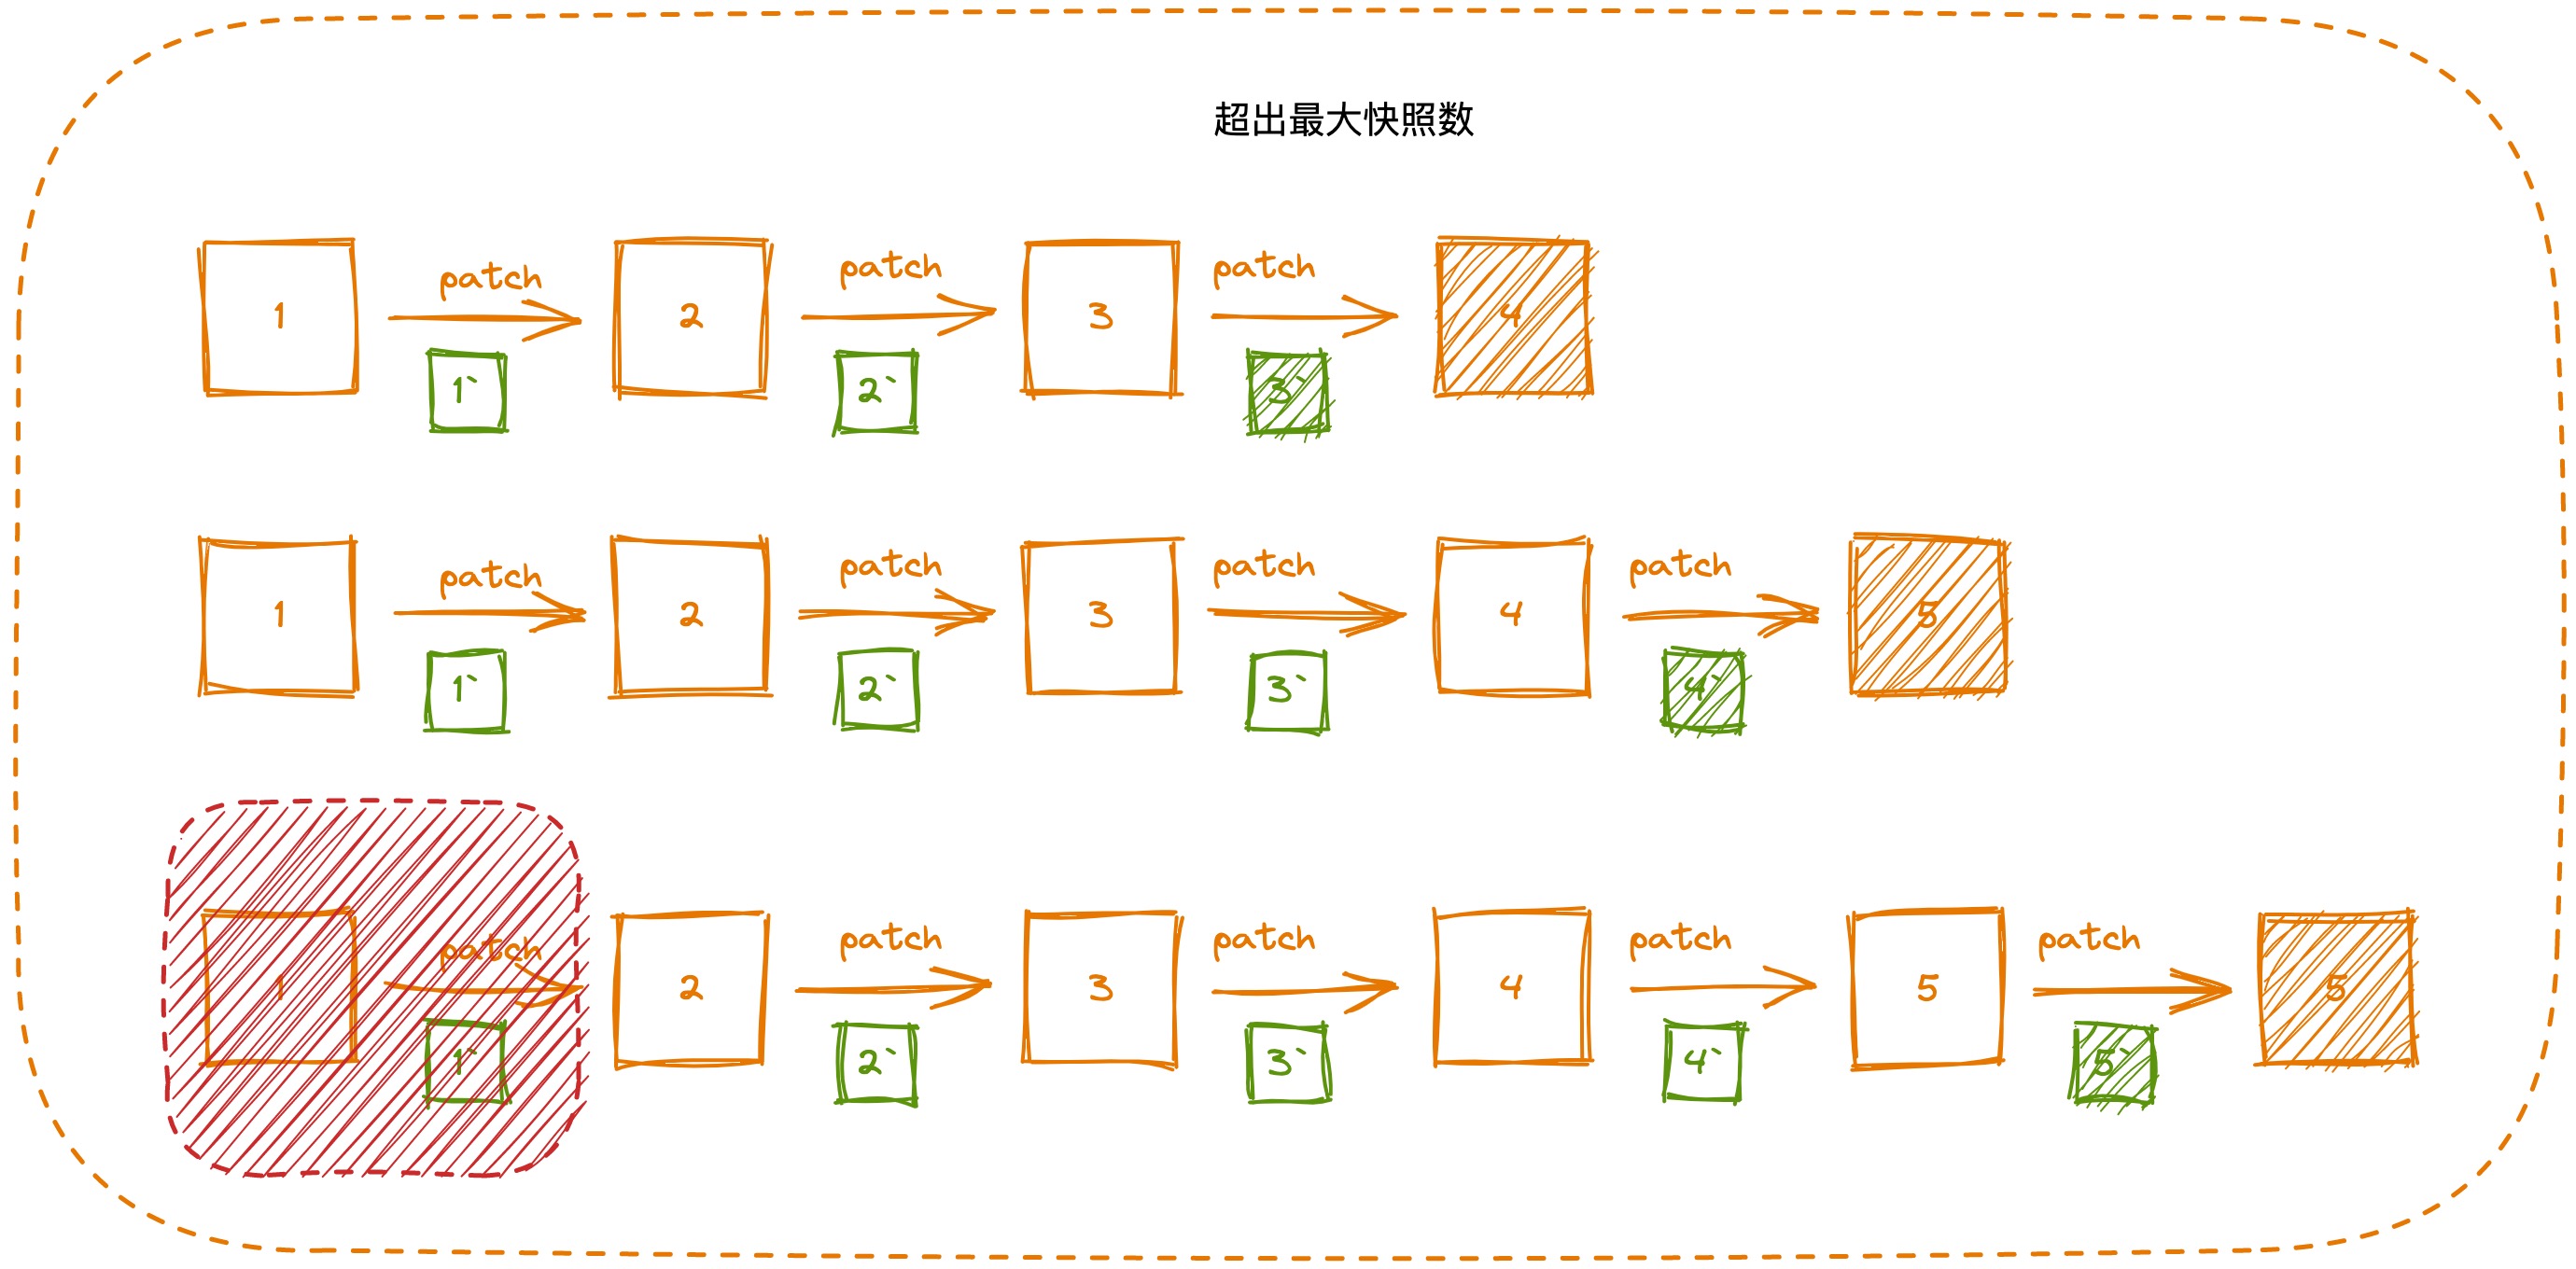 超出最大快照数
patch patch patch
1 2 3 4
1` 2` 3`
patch patch patch patch
1 2 3 4 5
1` 2` 3` 4`
patch patch patch patch patch
1 2 3 4 5 5
1` 2` 3` 4` 5`